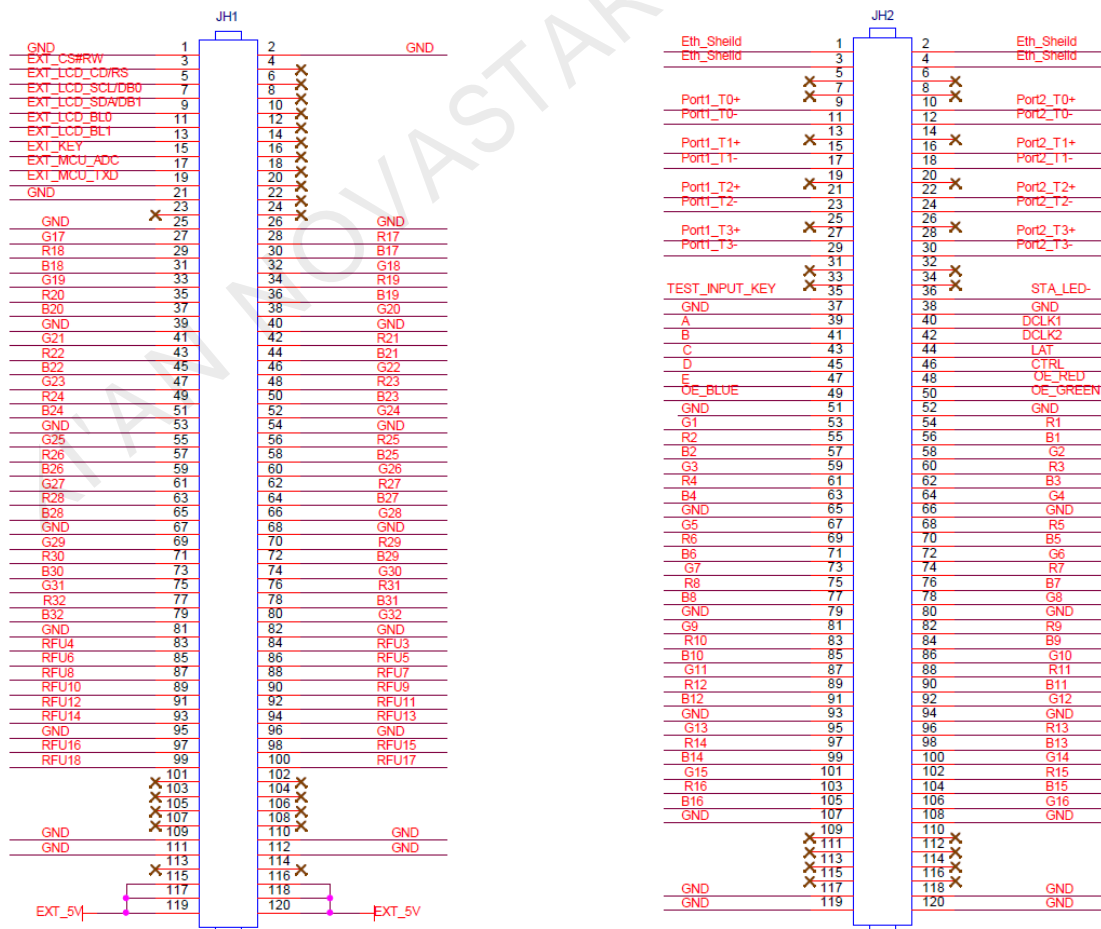 JH1
GND 1 2 GND
EXT_CS#RW 3 4
EXT_LCD_CD/RS 5 6
EXT_LCD_SCL/DB0 7 8
EXT_LCD_SDA/DB1 9 10
EXT_LCD_BL0 11 12
EXT_LCD_BL1 13 14
EXT_KEY 15 16
EXT_MCU_ADC 17 18
EXT_MCU_TXD 19 20
GND 21 22
23 24
GND 25 26 GND
G17 27 28 R17
R18 29 30 B17
B18 31 32 G18
G19 33 34 R19
R20 35 36 B19
B20 37 38 G20
GND 39 40 GND
G21 41 42 R21
R22 43 44 B21
B22 45 46 G22
G23 47 48 R23
R24 49 50 B23
B24 51 52 G24
GND 53 54 GND
G25 55 56 R25
R26 57 58 B25
B26 59 60 G26
G27 61 62 R27
R28 63 64 B27
B28 65 66 G28
GND 67 68 GND
G29 69 70 R29
R30 71 72 B29
B30 73 74 G30
G31 75 76 R31
R32 77 78 B31
B32 79 80 G32
GND 81 82 GND
RFU4 83 84 RFU3
RFU6 85 86 RFU5
RFU8 87 88 RFU7
RFU10 89 90 RFU9
RFU12 91 92 RFU11
RFU14 93 94 RFU13
GND 95 96 GND
RFU16 97 98 RFU15
RFU18 99 100 RFU17
101 102
103 104
105 106
107 108
GND 109 110 GND
GND 111 112 GND
113 114
115 116
117 118
EXT_5V 119 120 EXT_5V
JH2
Eth_Sheild 1 2 Eth_Sheild
Eth_Sheild 3 4 Eth_Sheild
5 6
7 8
Port1_T0+ 9 10 Port2_T0+
Port1_T0- 11 12 Port2_T0-
13 14
Port1_T1+ 15 16 Port2_T1+
Port1_T1- 17 18 Port2_T1-
19 20
Port1_T2+ 21 22 Port2_T2+
Port1_T2- 23 24 Port2_T2-
25 26
Port1_T3+ 27 28 Port2_T3+
Port1_T3- 29 30 Port2_T3-
31 32
33 34
TEST_INPUT_KEY 35 36 STA_LED-
GND 37 38 GND
A 39 40 DCLK1
B 41 42 DCLK2
C 43 44 LAT
D 45 46 CTRL
E 47 48 OE_RED
OE_BLUE 49 50 OE_GREEN
GND 51 52 GND
G1 53 54 R1
R2 55 56 B1
B2 57 58 G2
G3 59 60 R3
R4 61 62 B3
B4 63 64 G4
GND 65 66 GND
G5 67 68 R5
R6 69 70 B5
B6 71 72 G6
G7 73 74 R7
R8 75 76 B7
B8 77 78 G8
GND 79 80 GND
G9 81 82 R9
R10 83 84 B9
B10 85 86 G10
G11 87 88 R11
R12 89 90 B11
B12 91 92 G12
GND 93 94 GND
G13 95 96 R13
R14 97 98 B13
B14 99 100 G14
G15 101 102 R15
R16 103 104 B15
B16 105 106 G16
GND 107 108 GND
109 110
111 112
113 114
115 116
GND 117 118 GND
GND 119 120 GND
XI'AN NOVASTAR